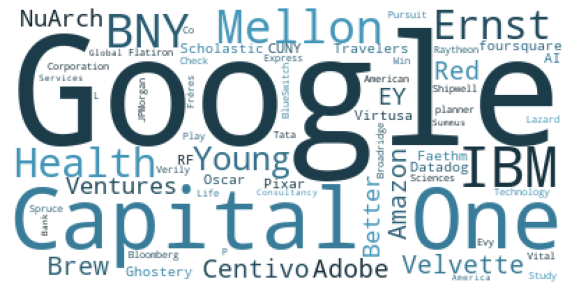 NuArch
BNY
Mellon
Pursuit
Ernst
Co
Global
Flatiron
Scholastic
CUNY
Travelers
Raytheon
foursquare
Corporation
Check
Express
Win
AI
Google
Services
JPMorgan
Frères
BlueSwitch
American
Red
Shipwell
L
EY
planner
Virtusa
Summus
Lazard
Play
Tata
Broadridge
Health
RF
Young
Verily
Amazon
Faethm
Datadog
IBM
Ventures
Oscar
Pixar
Better
Sciences
Life
Consultancy
Technology
Capital
One
Spruce
Bank
Evy
P
Bloomberg
Brew
Ghostery
Centivo
Adobe
Velvette
Vital
America
Study